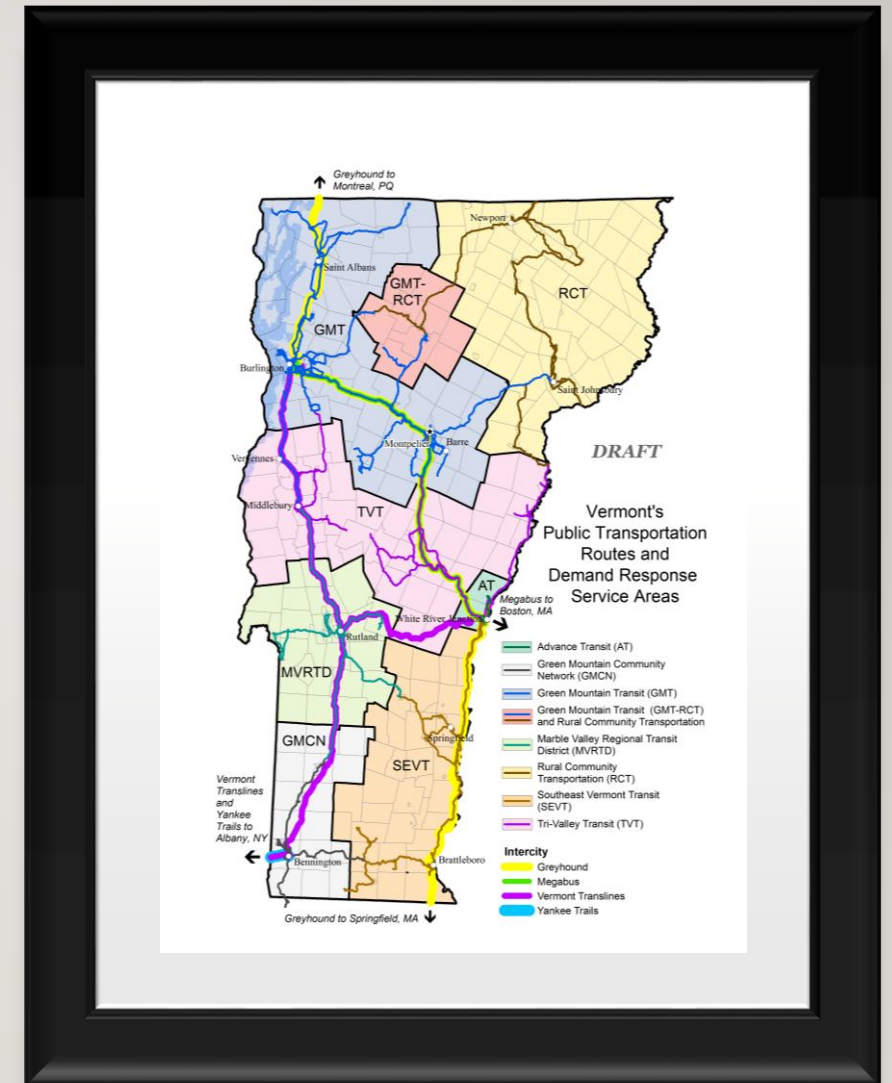 Greyhound to
Montreal, PQ
Newport
Saint Albans
GMT-
RCT
RCT
GMT
Burlington
Saint Johnsbury
Montpelier
Barre
DRAFT
Vergennes
Middlebury
TVT
Vermont's
Public Transportation
Routes and
Demand Response
Service Areas
AT
Megabus to
Boston, MA
White River Junction
Rutland
MVRTD
Advance Transit (AT)
Green Mountain Community
Network (GMCN)
Green Mountain Transit (GMT)
Green Mountain Transit (GMT-RCT)
and Rural Community Transportation
Marble Valley Regional Transit
District (MVRTD)
Rural Community
Transportation (RCT)
Southeast Vermont Transit
(SEVT)
Tri-Valley Transit (TVT)
GMCN
Springfield
SEVT
Vermont
Translines
and
Yankee
Trails to
Albany, NY
Bennington
Brattleboro
Intercity
Greyhound
Megabus
Vermont Translines
Yankee Trails
Greyhound to Springfield, MA